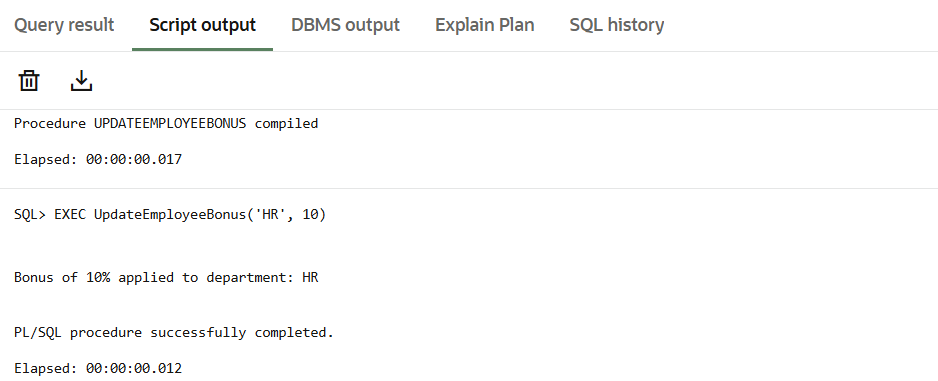 Query result Script output DBMS output Explain Plan SQL history
Procedure UPDATEEMPLOYEEBONUS compiled
Elapsed: 00:00:00.017
SQL> EXEC UpdateEmployeeBonus('HR', 10)
Bonus of 10% applied to department: HR
PL/SQL procedure successfully completed.
Elapsed: 00:00:00.012